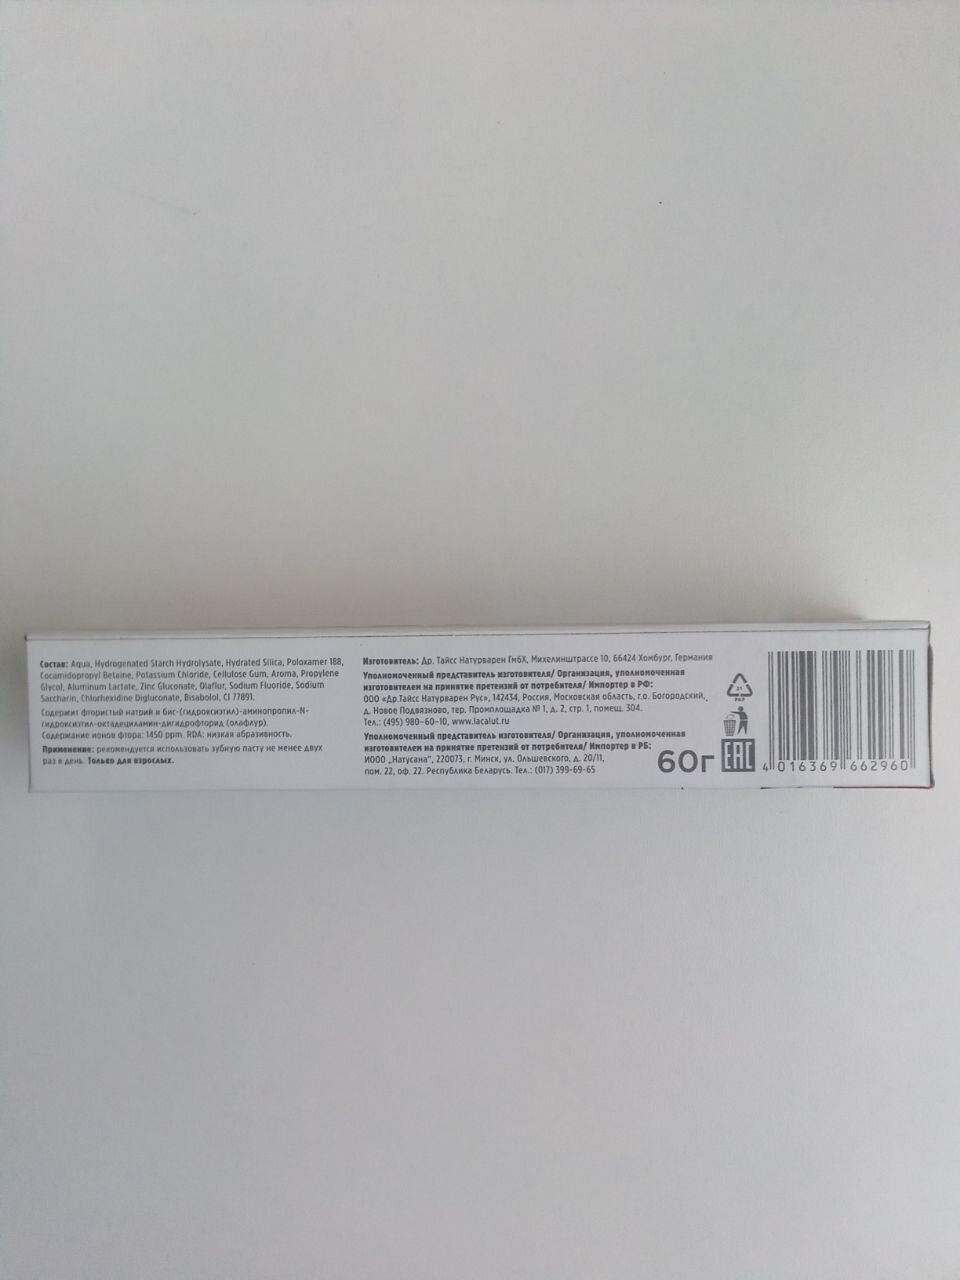 Состав: Aqua, Hydrogenated Starch Hydrolysate, Hydrated Silica, Poloxamer 188,
Cocamidopropyl Betaine, Potassium Chloride, Cellulose Gum, Aroma, Propylene
Glycol, Aluminum Lactate, Zinc Gluconate, Olaflur, Sodium Fluoride, Sodium
Saccharin, Chlorhexidine Digluconate, Bisabolol, CI 77891.
Содержит фтористый натрий и бис-(гидроксиэтил)-аминопропил-N-
гидроксиэтил-октадециламин-дигидрофторид (олафлур).
Содержание ионов фтора: 1450 ppm. RDA: низкая абразивность.
Применение: рекомендуется использовать зубную пасту не менее двух
раз в день. Только для взрослых.
Изготовитель: Др. Тайсс Натурварен ГмбХ, Михелинштрассе 10, 66424 Хомбург, Германия
Уполномоченный представитель изготовителя/ Организация, уполномоченная
изготовителем на принятие претензий от потребителя/ Импортер в РФ:
ООО «Др.Тайсс Натурварен Рус», 142434, Россия, Московская область, г.о. Богородский,
д. Новое Подвязново, тер. Промплощадка № 1, д. 2, стр. 1, помещ. 304.
Тел.: (495) 980-60-10, www.lacalut.ru
Уполномоченный представитель изготовителя/ Организация, уполномоченная
изготовителем на принятие претензий от потребителя/ Импортер в РБ:
ИООО „Натусана", 220073, г. Минск, ул. Ольшевского, д. 20/11,
пом. 22, оф. 22. Республика Беларусь. Тел.: (017) 399-69-65
60г
21
PAP
EAC
4 016369 662960